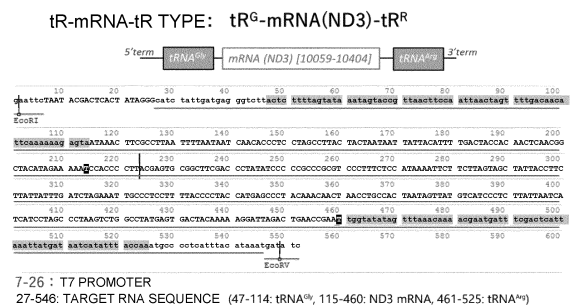 tR-mRNA-tR TYPE: tRᴳ-mRNA(ND3)-tRᴿ
5'term tRNAᴳˡʸ mRNA (ND3) [10059-10404] tRNAᴬʳᵍ 3'term
10 20 30 40 50 60 70 80 90 100
gaattcTAAT ACGACTCACT ATAGGGcatc tattgatgag ggtcttactc ttttagtata aatagtaccg ttaacttcca attaactagt tttgacaaca
EcoRI
110 120 130 140 150 160 170 180 190 200
ttcaaaaaag agtaATAAAC TTCGCCTTAA TTTTAATAAT CAACACCCTC CTAGCCTTAC TACTAATAAT TATTACATTT TGACTACCAC AACTCAACGG
210 220 230 240 250 260 270 280 290 300
CTACATAGAA AAATCCACCC CTTACGAGTG CGGCTTCGAC CCTATATCCC CCGCCCGCGT CCCTTTCTCC ATAAAATTCT TCTTAGTAGC TATTACCTTC
310 320 330 340 350 360 370 380 390 400
TTATTATTTG ATCTAGAAAT TGCCCTCCTT TTACCCCTAC CATGAGCCCT ACAAACAACT AACCTGCCAC TAATAGTTAT GTCATCCCTC TTATTAATCA
410 420 430 440 450 460 470 480 490 500
TCATCCTAGC CCTAAGTCTG GCCTATGAGT GACTACAAAA AGGATTAGAC TGAACCGAAT tggtatatag tttaaacaaa acgaatgatt tcgactcatt
510 520 530 540 550 560 570 580 590 600
aaattatgat aatcatattt accaaatgcc cctcatttac ataaatgata tc
EcoRV
7-26 : T7 PROMOTER
27-546: TARGET RNA SEQUENCE (47-114: tRNAᴳˡʸ, 115-460: ND3 mRNA, 461-525: tRNAᴬʳᵍ)